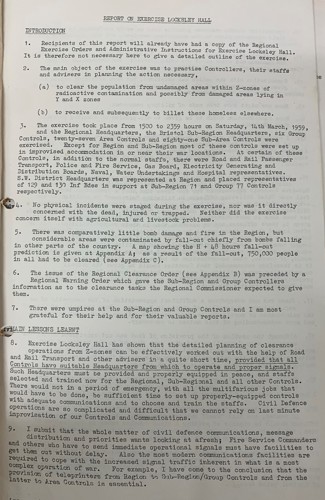 REPORT ON EXERCISE LOCKSLEY HALL
INTRODUCTION
1. Recipients of this report will already have had a copy of the Regional
Exercise Orders and Administrative Instructions for Exercise Locksley Hall.
It is therefore not necessary here to give a detailed outline of the exercise.
2. The main object of the exercise was to practise Controllers, their staffs
and advisers in planning the action necessary.
(a) to clear the population from undamaged areas within Z-zones of
radioactive contamination and possibly from damaged areas lying in
Y and X zones
(b) to receive and subsequently to billet these homeless elsewhere.
3. The exercise took place from 1500 to 2359 hours on Saturday, 14th March, 1959,
and the Regional Headquarters, the Bristol Sub-Region Headquarters, six Group
Controls, twenty-seven Area Controls and eighty-one Sub-Area Controls were
exercised. Except for Region and Sub-Region most of these controls were set up
in improvised accommodation in or near their war locations. At certain of these
Controls, in addition to the normal staffs, there were Road and Rail Passenger
Transport, Police and Fire Service, Gas Board, Electricity Generating and
Distribution Boards, Naval, Water Undertakings and Hospital representatives.
S.W. District Headquarters was represented at Region and placed representatives
of 129 and 130 Inf Bdes in support at Sub-Region 71 and Group 77 Controls
respectively.
4. No physical incidents were staged during the exercise, nor was it directly
concerned with the dead, injured or trapped. Neither did the exercise
concern itself with agricultural and livestock problems.
5. There was comparatively little bomb damage and fire in the Region, but
considerable areas were contaminated by fall-out chiefly from bombs falling
in other parts of the country. A map showing the H + 48 hours fall-out
prediction is given at Appendix A; as a result of the fall-out, 750,000 people
in all had to be cleared (see Appendix C).
6. The issue of the Regional Clearance Order (see Appendix B) was preceded by a
Regional Warning Order which gave the Sub-Region and Group Controllers
information as to the clearance tasks the Regional Commissioner expected to give
them.
7. There were umpires at the Sub-Region and Group Controls and I am most
grateful for their help and for their valuable reports.
MAIN LESSONS LEARNT
8. Exercise Locksley Hall has shown that the detailed planning of clearance
operations from Z-zones can be effectively worked out with the help of Road
and Rail Transport and other advisers in a quite short time, provided that all
Controls have suitable Headquarters from which to operate and proper signals.
Such Headquarters must be provided and properly equipped in peace, and staffs
selected and trained now for the Regional, Sub-Regional and all other Controls.
There would not in a period of emergency, with all the multifarious jobs that
would have to be done, be sufficient time to set up properly-equipped controls
with adequate communications and to choose and train the staffs. Civil Defence
operations are so complicated and difficult that we cannot rely on last minute
improvisation of our Controls and Communications.
9. I submit that the whole matter of civil defence communications, message
distribution and priorities wants looking at afresh; Fire Service Commanders
and others who have to send immediate operational signals must have facilities to
get them out without delay. Also the most modern communications facilities are
required to cope with the increased signal traffic inherent in what is a most
complex operation of war. For example, I have come to the conclusion that the
provision of teleprinters from Region to Sub-Region/Group Controls and from the
latter to Area Controls is essential.